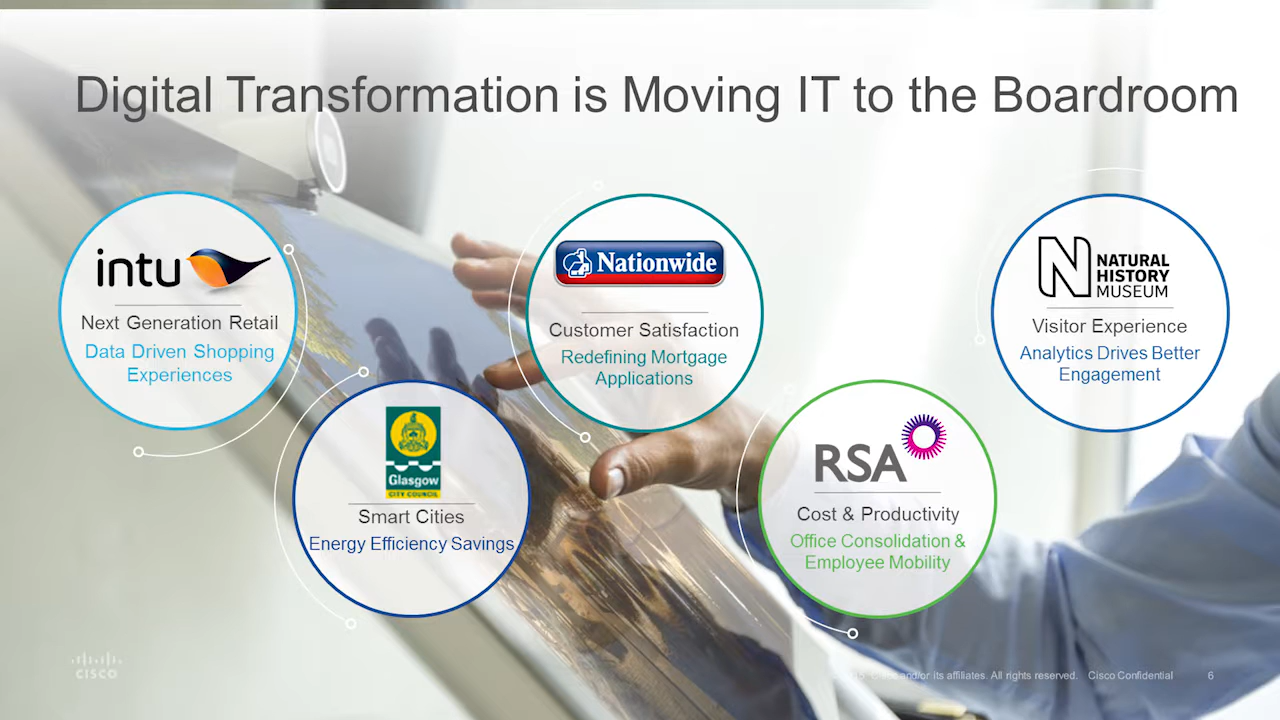 Digital Transformation is Moving IT to the Boardroom
intu
Next Generation Retail
Data Driven Shopping
Experiences
Glasgow
CITY COUNCIL
Smart Cities
Energy Efficiency Savings
Nationwide
Customer Satisfaction
Redefining Mortgage
Applications
RSA
Cost & Productivity
Office Consolidation &
Employee Mobility
N
NATURAL
HISTORY
MUSEUM
Visitor Experience
Analytics Drives Better
Engagement
CISCO
and/or its affiliates. All rights reserved. Cisco Confidential
6